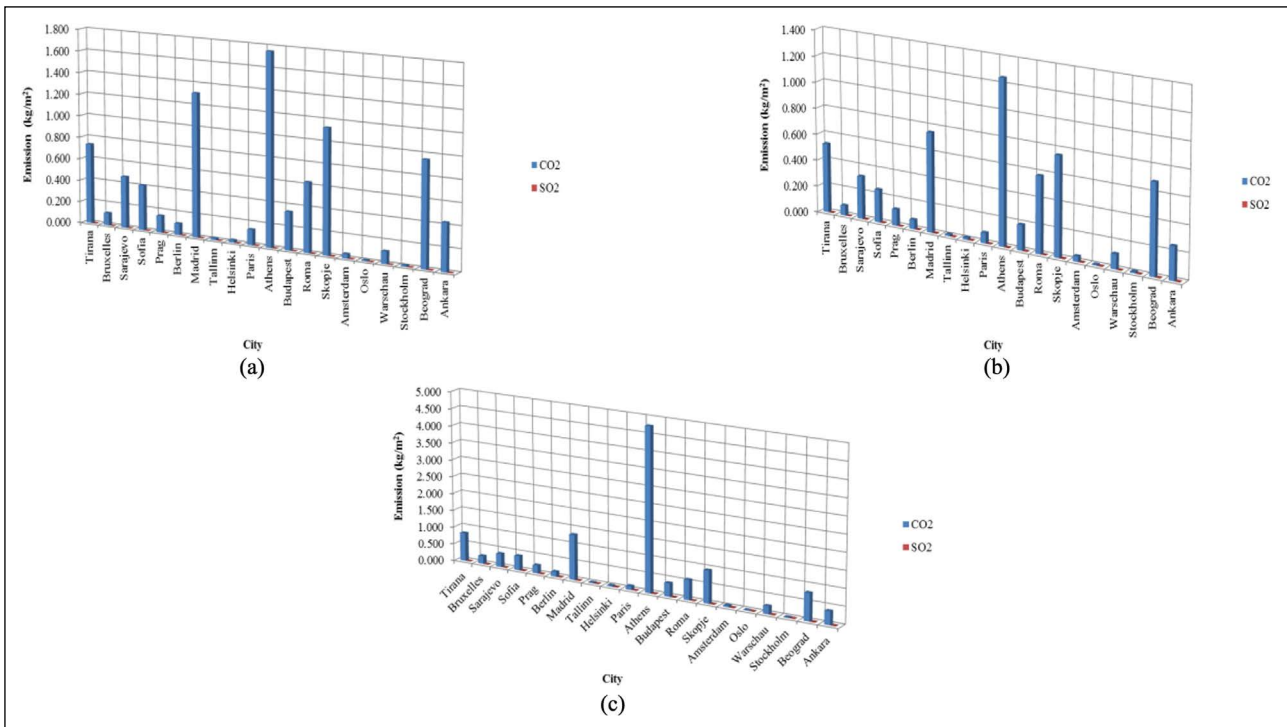 1.800
1.600
1.400
1.200
1.000
0.800
0.600
0.400
0.200
0.000
Emission (kg/m²)
Tirana
Bruxelles
Sarajevo
Sofia
Prag
Berlin
Madrid
Tallinn
Helsinki
Paris
Athens
Budapest
Roma
Skopje
Amsterdam
Oslo
Warschau
Stockholm
Beograd
Ankara
City
CO2
SO2
(a)
1.400
1.200
1.000
0.800
0.600
0.400
0.200
0.000
Emission (kg/m²)
Tirana
Bruxelles
Sarajevo
Sofia
Prag
Berlin
Madrid
Tallinn
Helsinki
Paris
Athens
Budapest
Roma
Skopje
Amsterdam
Oslo
Warschau
Stockholm
Beograd
Ankara
City
CO2
SO2
(b)
5.000
4.500
4.000
3.500
3.000
2.500
2.000
1.500
1.000
0.500
0.000
Emission (kg/m²)
Tirana
Bruxelles
Sarajevo
Sofia
Prag
Berlin
Madrid
Tallinn
Helsinki
Paris
Athens
Budapest
Roma
Skopje
Amsterdam
Oslo
Warschau
Stockholm
Beograd
Ankara
City
CO2
SO2
(c)